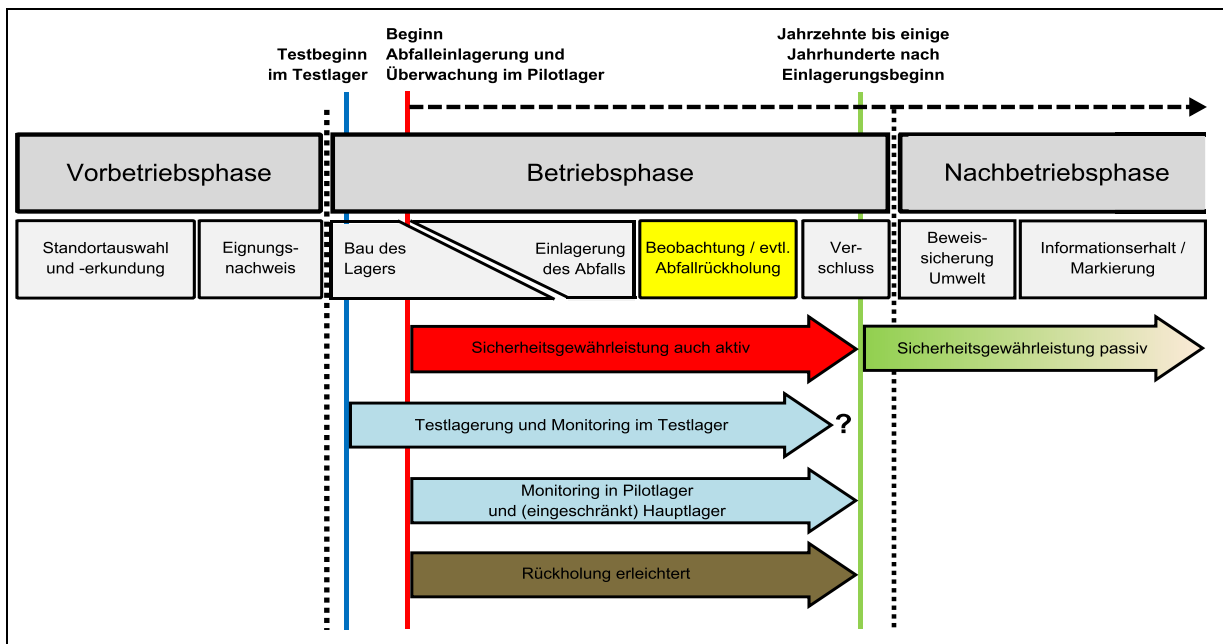 Testbeginn
im Testlager
Beginn
Abfalleinlagerung und
Überwachung im Pilotlager
Jahrzehnte bis einige
Jahrhunderte nach
Einlagerungsbeginn
Vorbetriebsphase
Betriebsphase
Nachbetriebsphase
Standortauswahl
und -erkundung
Eignungs-
nachweis
Bau des
Lagers
Einlagerung
des Abfalls
Beobachtung / evtl.
Abfallrückholung
Ver-
schluss
Beweis-
sicherung
Umwelt
Informationserhalt /
Markierung
Sicherheitsgewährleistung auch aktiv
Sicherheitsgewährleistung passiv
Testlagerung und Monitoring im Testlager
?
Monitoring in Pilotlager
und (eingeschränkt) Hauptlager
Rückholung erleichtert